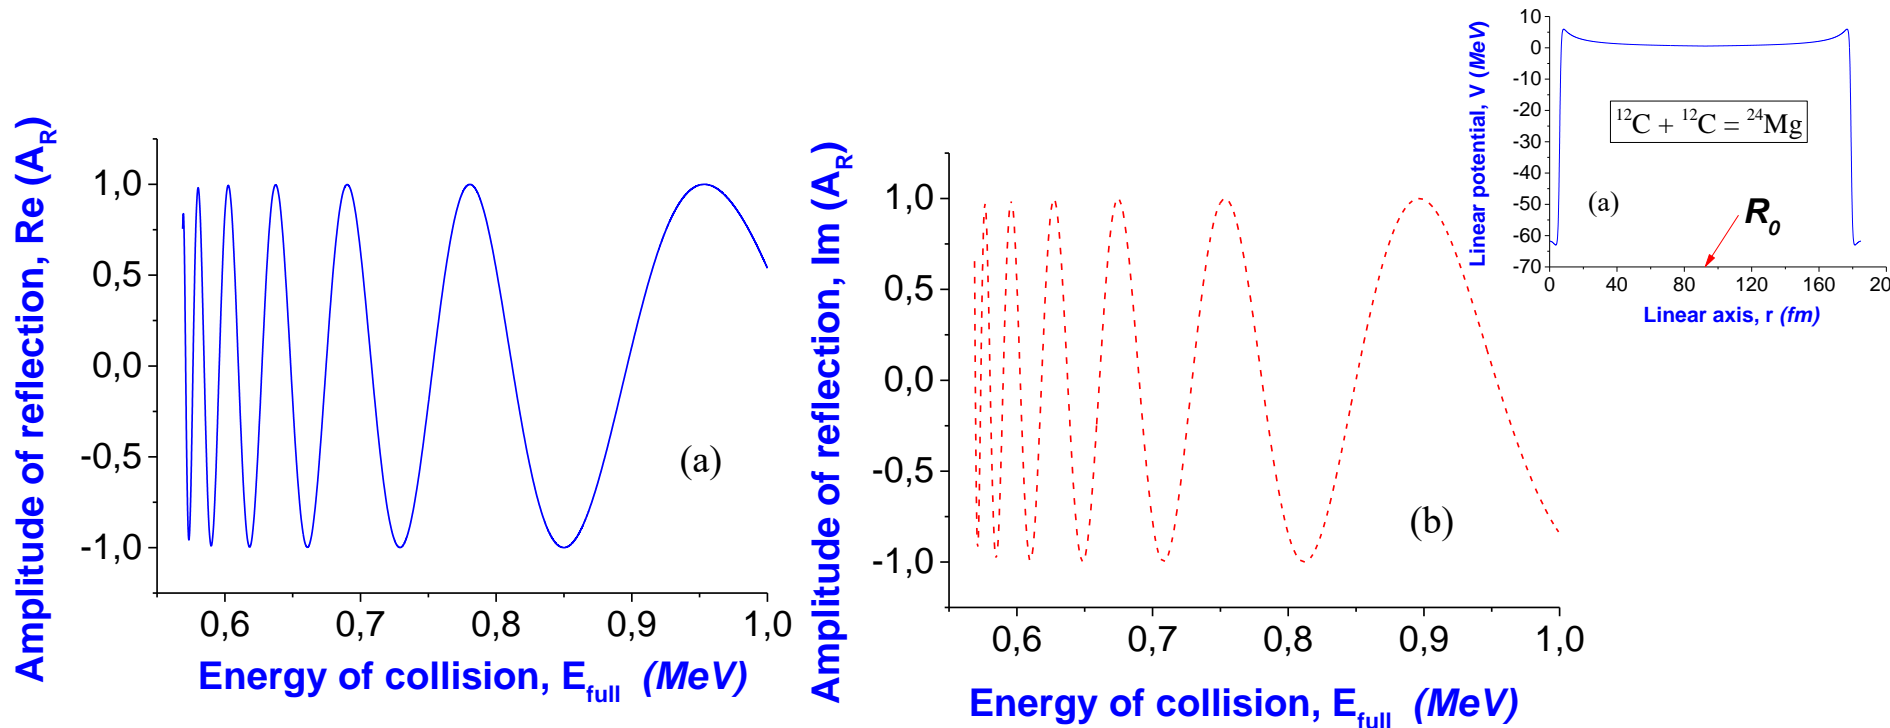 Amplitude of reflection, Re (A_R)
1,0
0,5
0,0
-0,5
-1,0
(a)
0,6 0,7 0,8 0,9 1,0
Energy of collision, E_full (MeV)
Amplitude of reflection, Im (A_R)
1,0
0,5
0,0
-0,5
-1,0
(b)
0,6 0,7 0,8 0,9 1,0
Energy of collision, E_full (MeV)
Linear potential, V (MeV)
10
0
-10
-20
-30
-40
-50
-60
-70
¹²C + ¹²C = ²⁴Mg
(a)
R_0
0 40 80 120 160 20
Linear axis, r (fm)